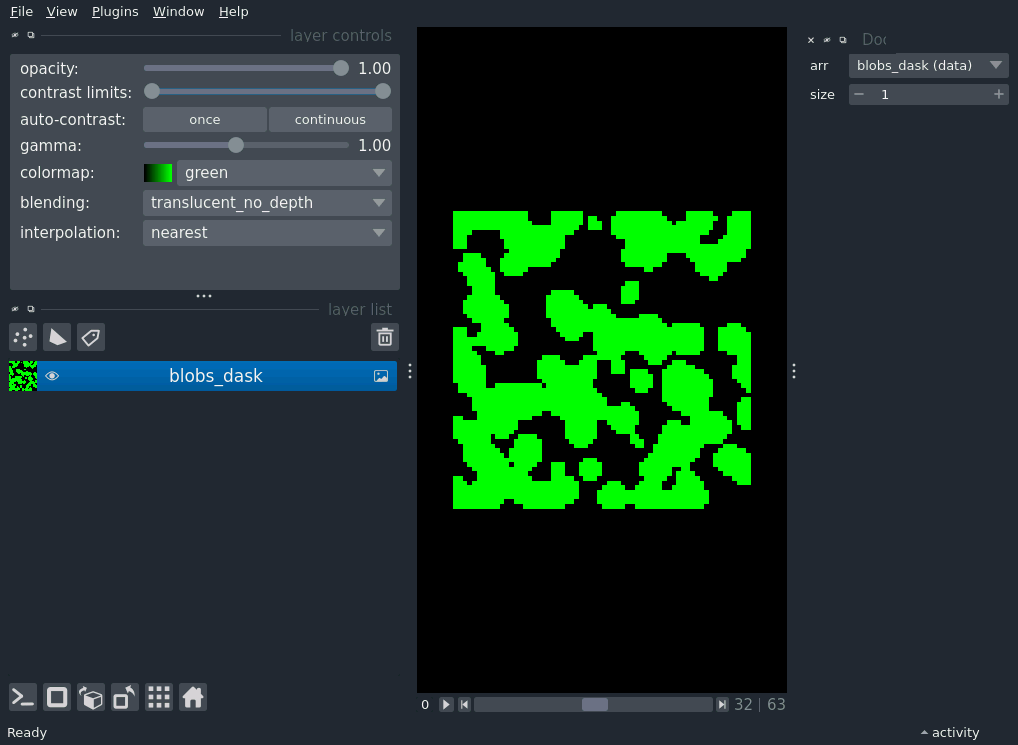 File View Plugins Window Help
layer controls
opacity: 1.00
contrast limits:
auto-contrast: once continuous
gamma: 1.00
colormap: green
blending: translucent_no_depth
interpolation: nearest
layer list
blobs_dask
0 32 | 63
arr blobs_dask (data)
size 1
Ready
activity